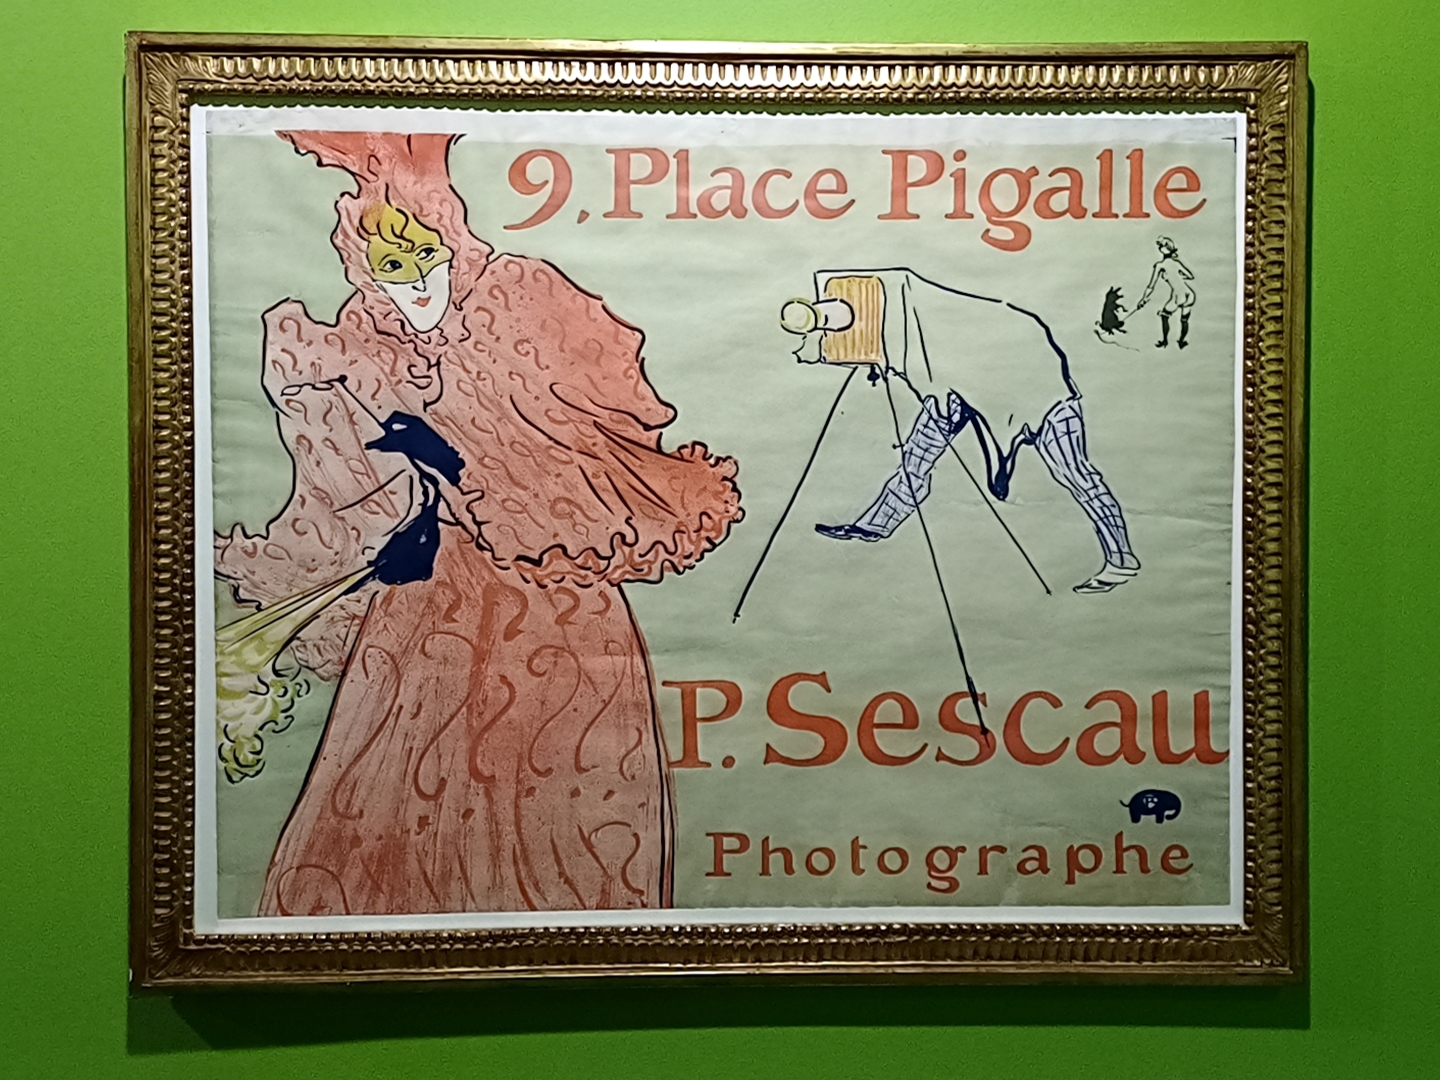 9, Place Pigalle
P. Sescau
Photographe